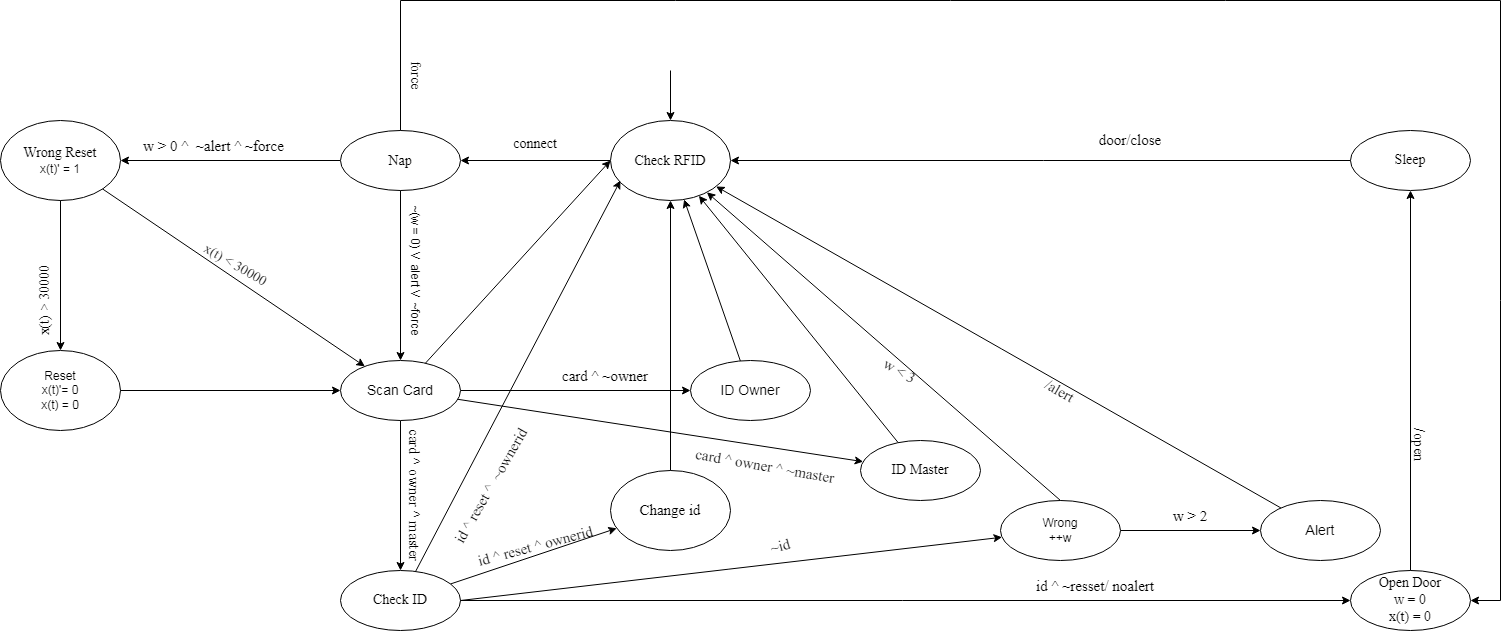 force
Wrong Reset
x(t)' = 1
w > 0 ^ ~alert ^ ~force
Nap
connect
Check RFID
door/close
Sleep
~(w = 0) V alert V ~force
x(t) < 30000
x(t) > 30000
Reset
x(t)'= 0
x(t) = 0
Scan Card
card ^ ~owner
ID Owner
w < 3
/alert
card ^ owner ^ ~master
ID Master
card ^ owner ^ master
id ^ reset ^ ~ownerid
/open
Change id
id ^ reset ^ ownerid
~id
Wrong
++w
w > 2
Alert
Check ID
id ^ ~resset/ noalert
Open Door
w = 0
x(t) = 0